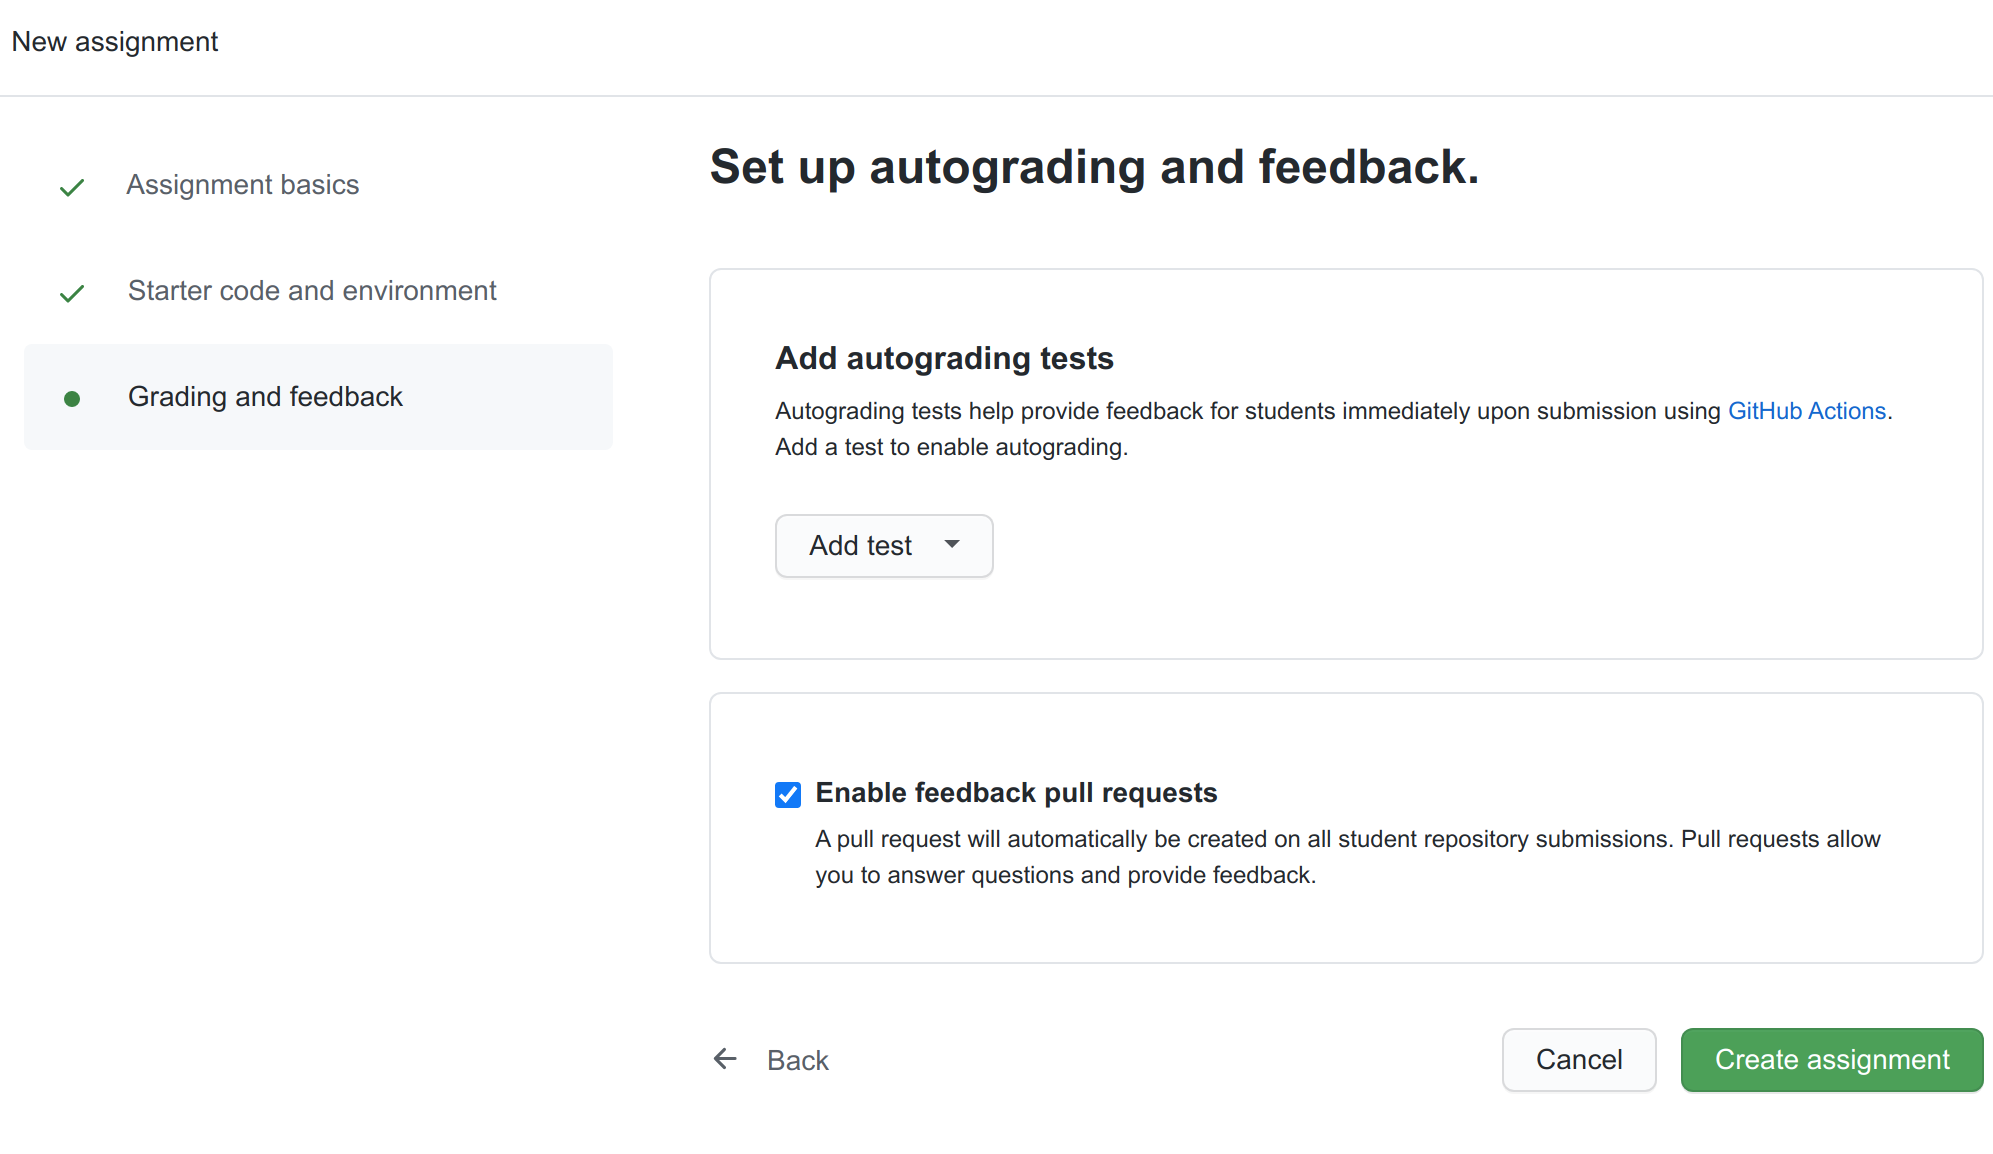 New assignment
Assignment basics
Starter code and environment
Grading and feedback
Set up autograding and feedback.
Add autograding tests
Autograding tests help provide feedback for students immediately upon submission using GitHub Actions.
Add a test to enable autograding.
Add test
Enable feedback pull requests
A pull request will automatically be created on all student repository submissions. Pull requests allow
you to answer questions and provide feedback.
Back
Cancel
Create assignment